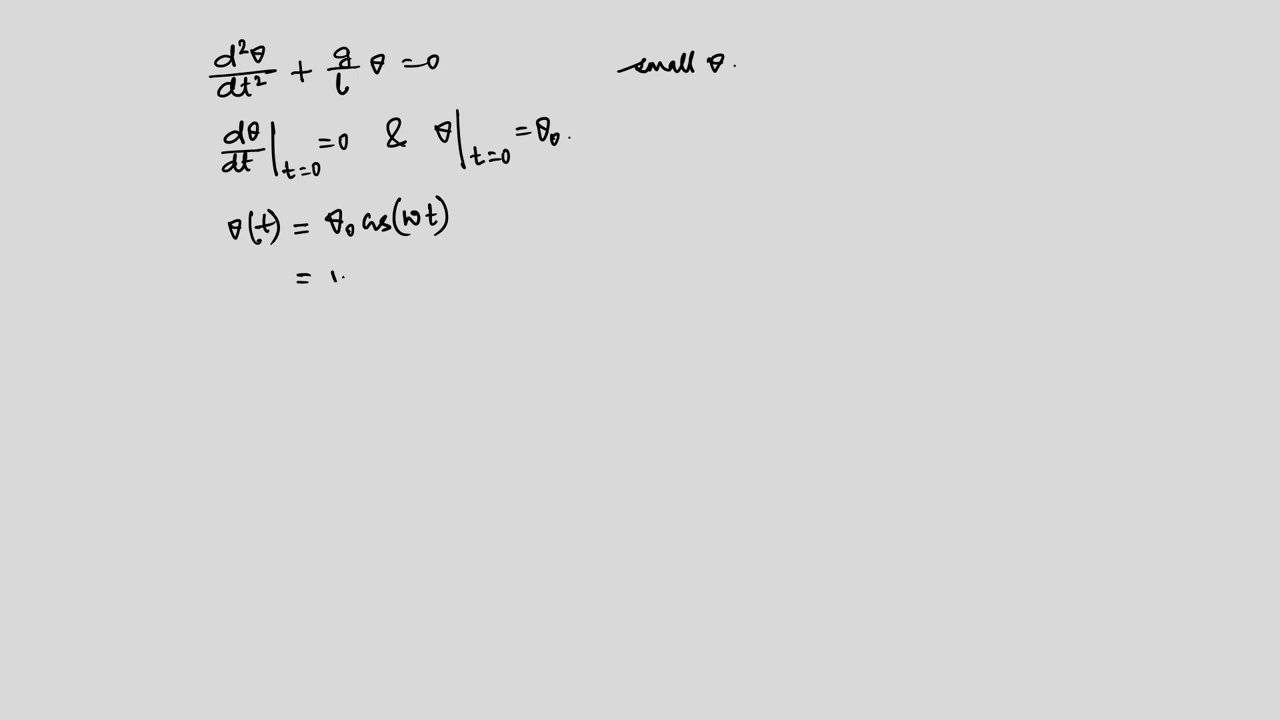 d²θ/dt² + g/l θ = 0 small θ.
dθ/dt|t=0 = 0 & θ|t=0 = θ₀.
θ(t) = θ₀ cos(ωt)
=